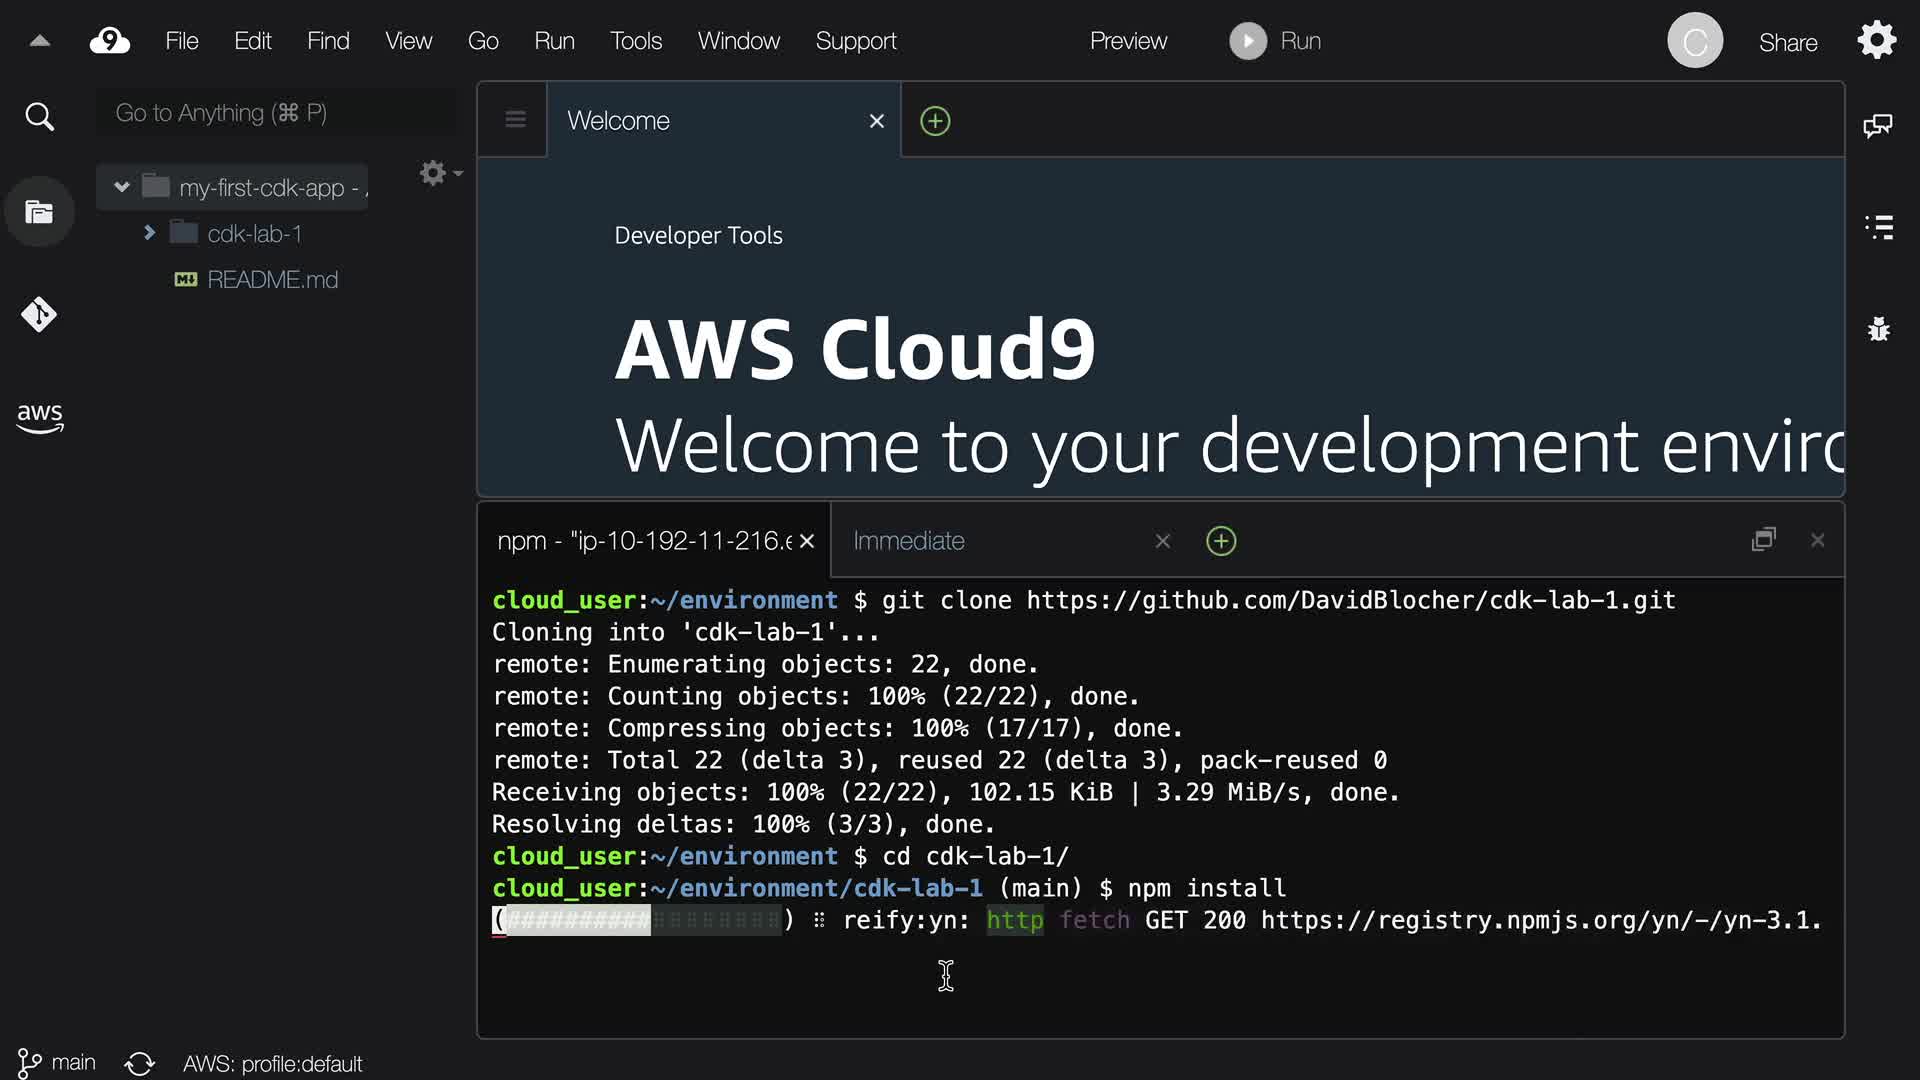 9 File Edit Find View Go Run Tools Window Support Preview Run C Share
Go to Anything (⌘ P)
my-first-cdk-app -
cdk-lab-1
M↓ README.md
aws
Welcome
Developer Tools
AWS Cloud9
Welcome to your development
npm - "ip-10-192-11-216.e
Immediate
cloud_user:~/environment $ git clone https://github.com/DavidBlocher/cdk-lab-1.git
Cloning into 'cdk-lab-1'...
remote: Enumerating objects: 22, done.
remote: Counting objects: 100% (22/22), done.
remote: Compressing objects: 100% (17/17), done.
remote: Total 22 (delta 3), reused 22 (delta 3), pack-reused 0
Receiving objects: 100% (22/22), 102.15 KiB | 3.29 MiB/s, done.
Resolving deltas: 100% (3/3), done.
cloud_user:~/environment $ cd cdk-lab-1/
cloud_user:~/environment/cdk-lab-1 (main) $ npm install
(##################) ⠿ reify:yn: http fetch GET 200 https://registry.npmjs.org/yn/-/yn-3.1.
main AWS: profile:default